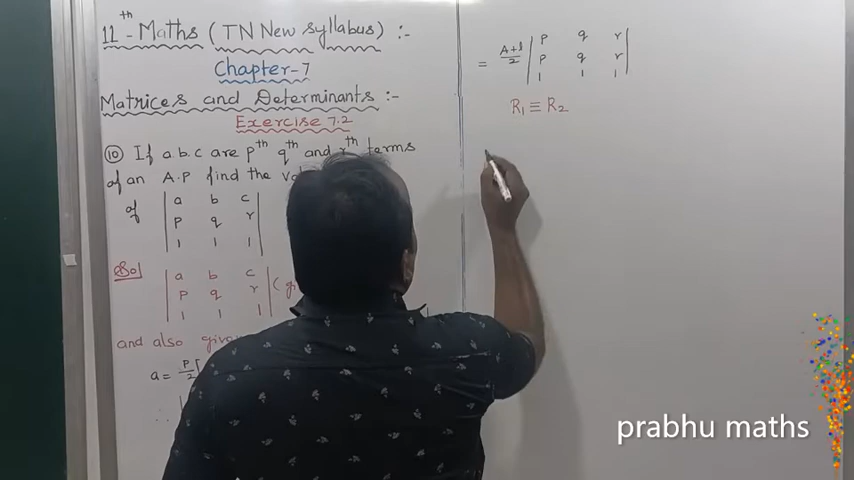 11th - Maths ( TN New syllabus ) :-
Chapter-7
Matrices and Determinants :-
Exercise 7.2
⑩ If a.b.c are pth qth and rth terms
of an A.P find the
of | a b c |
| p q r |
| 1 1 1 |
Sol | a b c |
| p q r |
| 1 1 1 |
and also given
a = P/2 [
∴
= A+l/2 | p q r |
| p q r |
| 1 1 1 |
R1 ≡ R2
prabhu maths